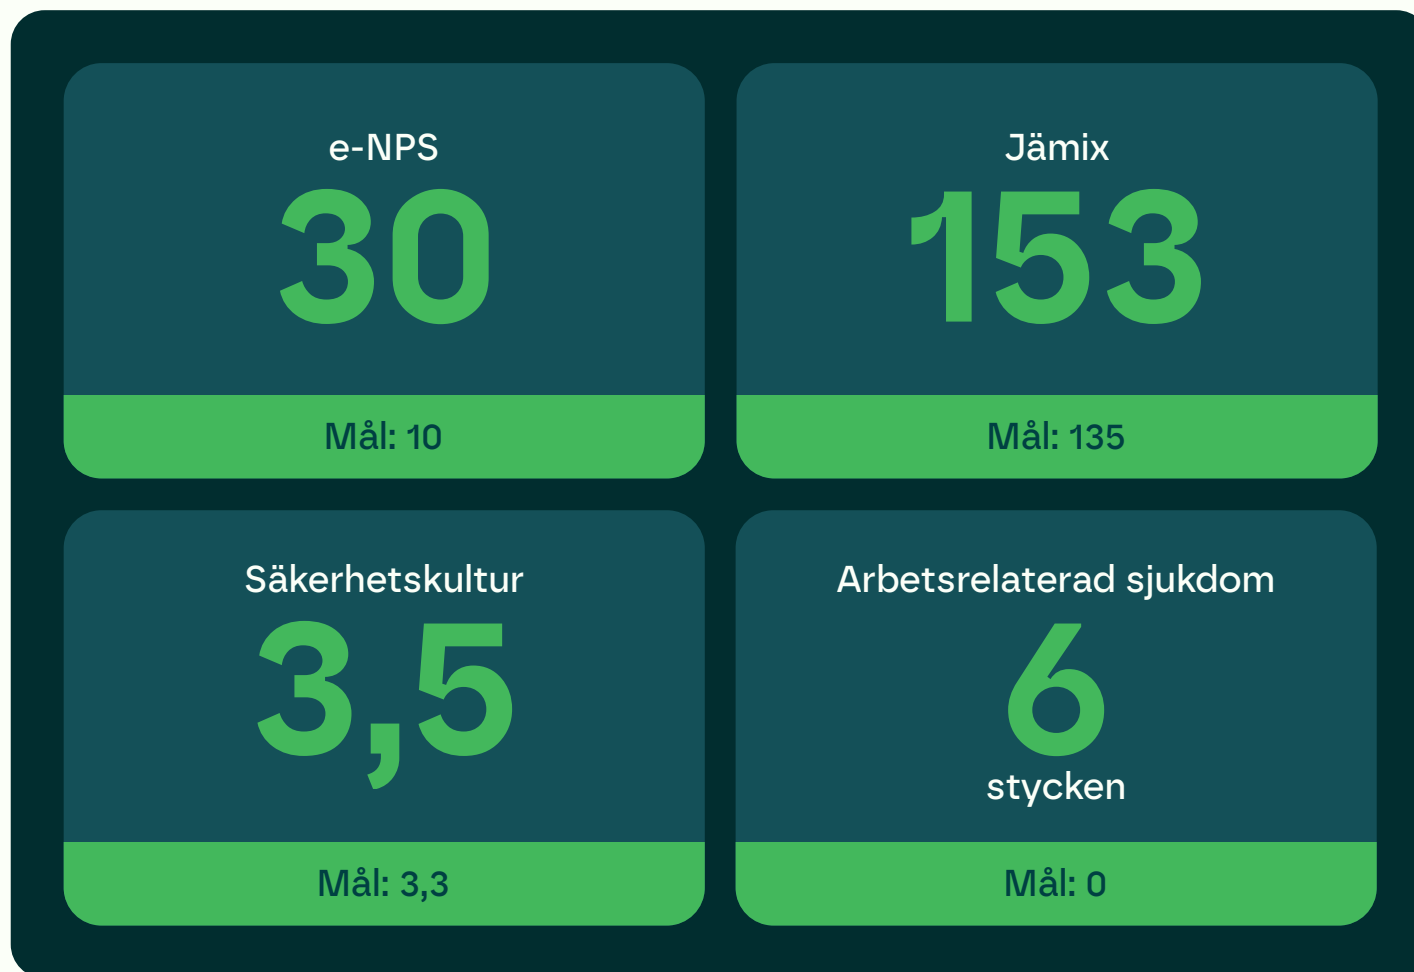 e-NPS
30
Mål: 10
Jämix
153
Mål: 135
Säkerhetskultur
3,5
Mål: 3,3
Arbetsrelaterad sjukdom
6
stycken
Mål: 0